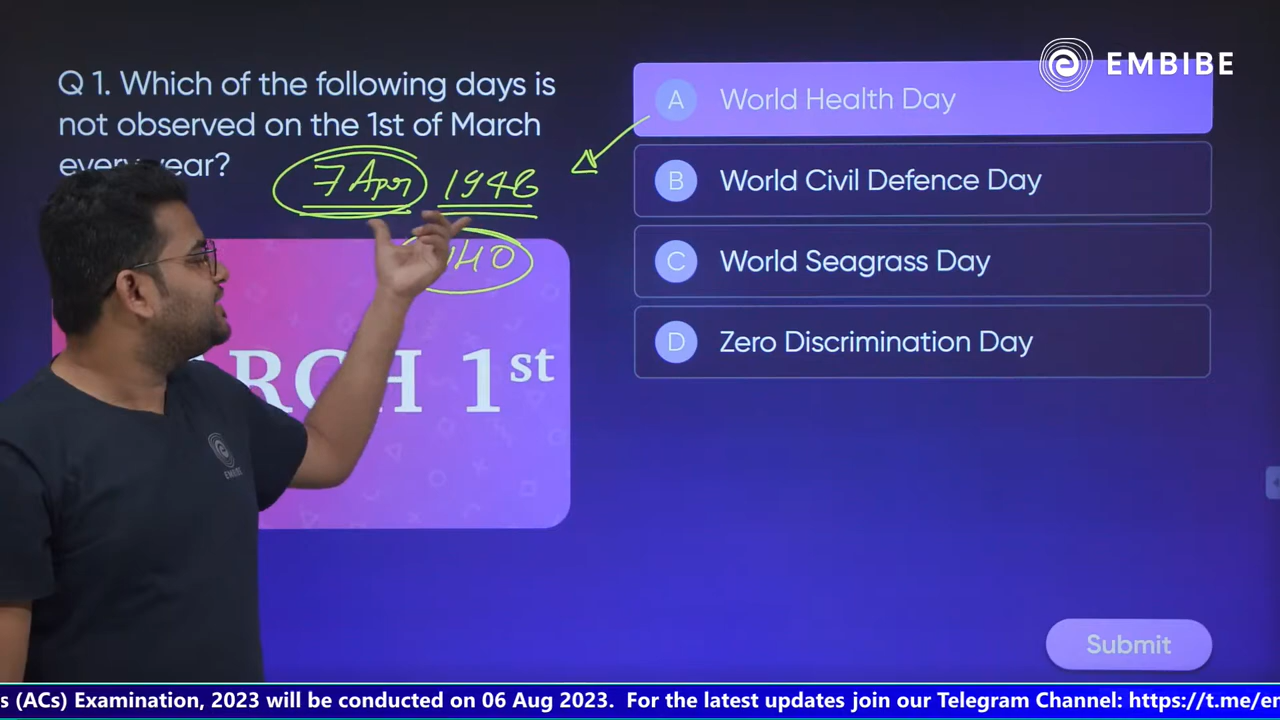 EMBIBE
Q 1. Which of the following days is
not observed on the 1st of March
every year?
7 Apr 1948
A World Health Day
B World Civil Defence Day
C World Seagrass Day
D Zero Discrimination Day
RCH 1st
EMBIBE
Submit
s (ACs) Examination, 2023 will be conducted on 06 Aug 2023. For the latest updates join our Telegram Channel: https://t.me/e